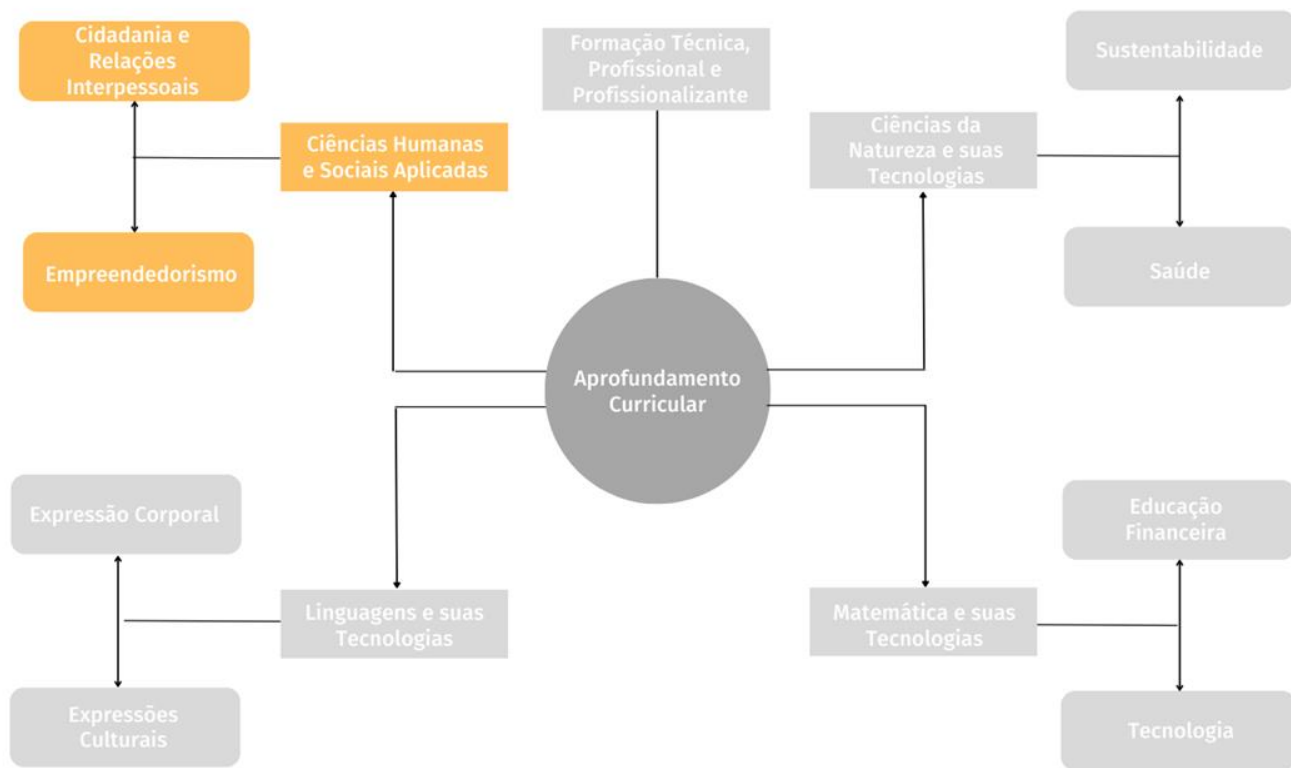 Cidadania e
Relações
Interpessoais
Ciências Humanas
e Sociais Aplicadas
Empreendedorismo
Formação Técnica,
Profissional e
Profissionalizante
Sustentabilidade
Ciências da
Natureza e suas
Tecnologias
Saúde
Aprofundamento
Curricular
Expressão Corporal
Linguagens e suas
Tecnologias
Expressões
Culturais
Educação
Financeira
Matemática e suas
Tecnologias
Tecnologia